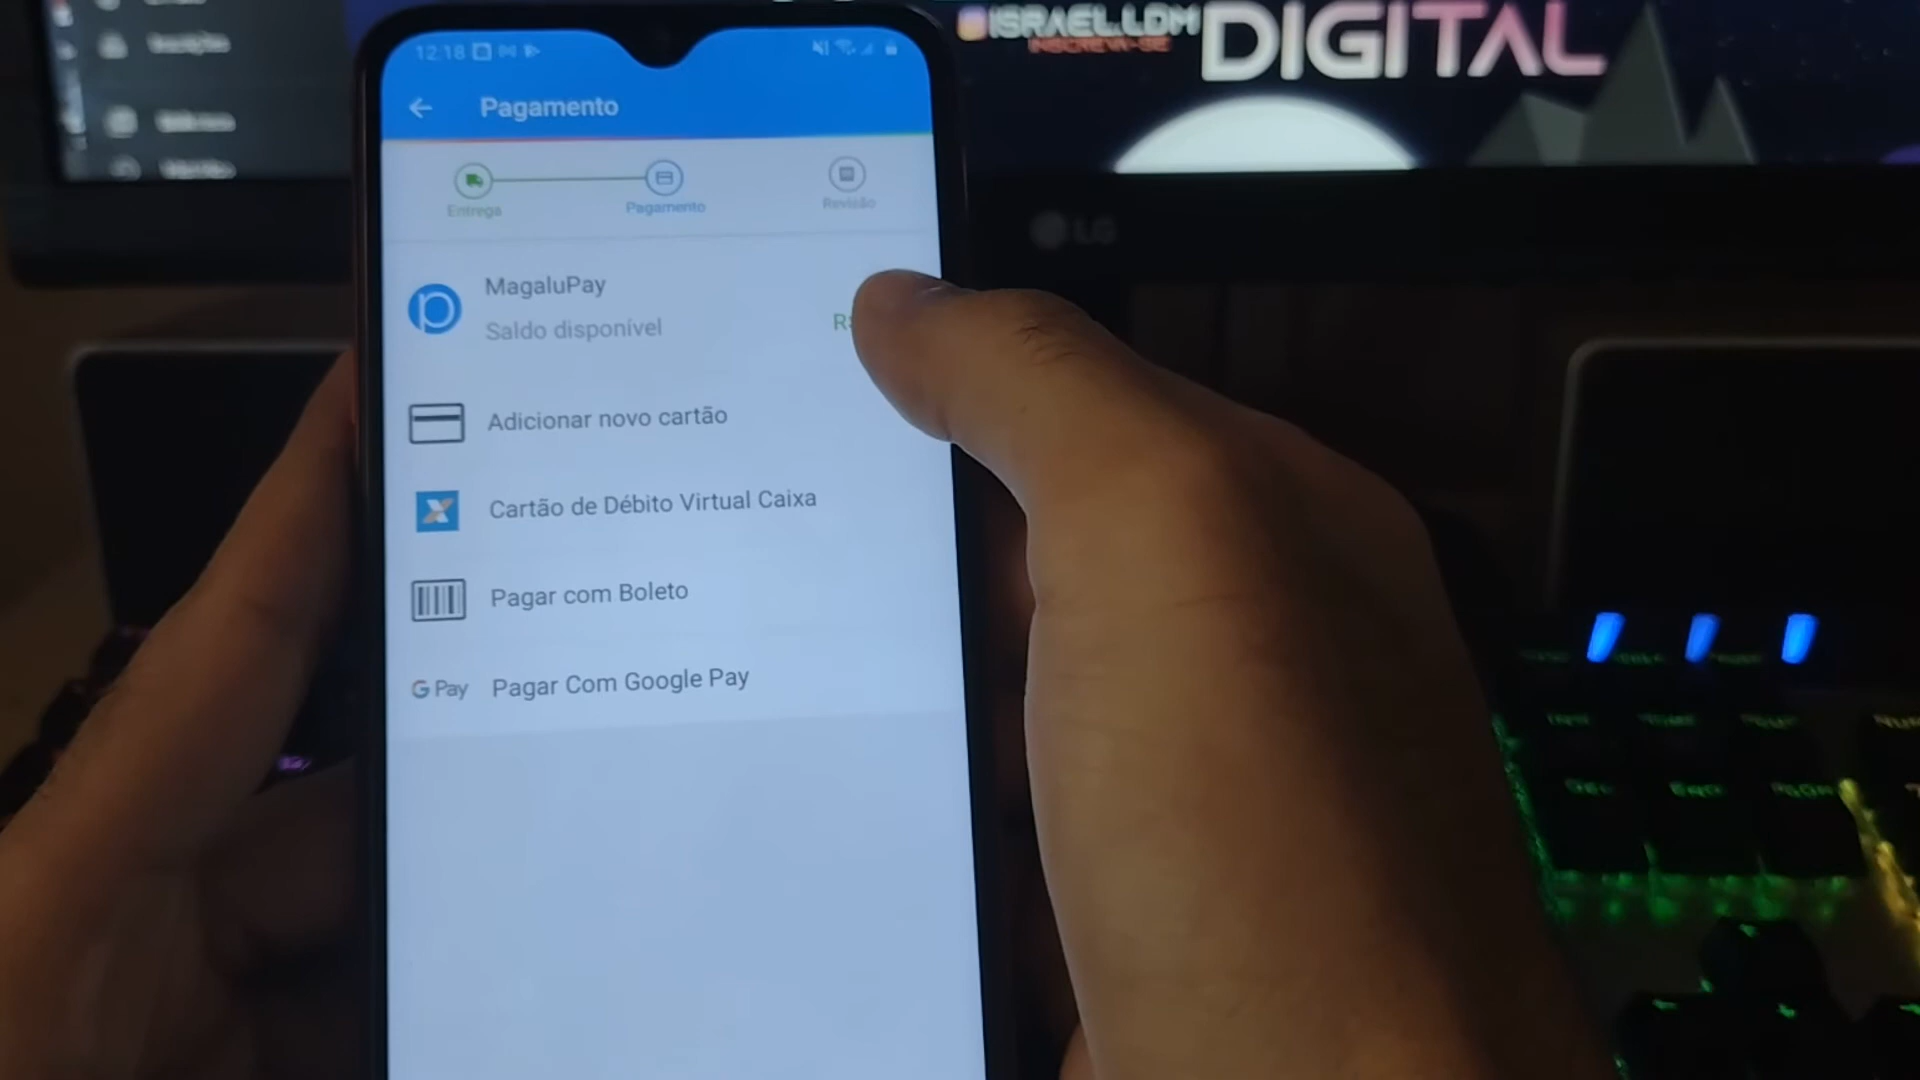 ISRAEL.LDM
INSCREVA-SE
DIGITAL
12:18
Pagamento
Entrega
Pagamento
Revisão
MagaluPay
Saldo disponível
R$
Adicionar novo cartão
Cartão de Débito Virtual Caixa
Pagar com Boleto
G Pay
Pagar Com Google Pay
LG